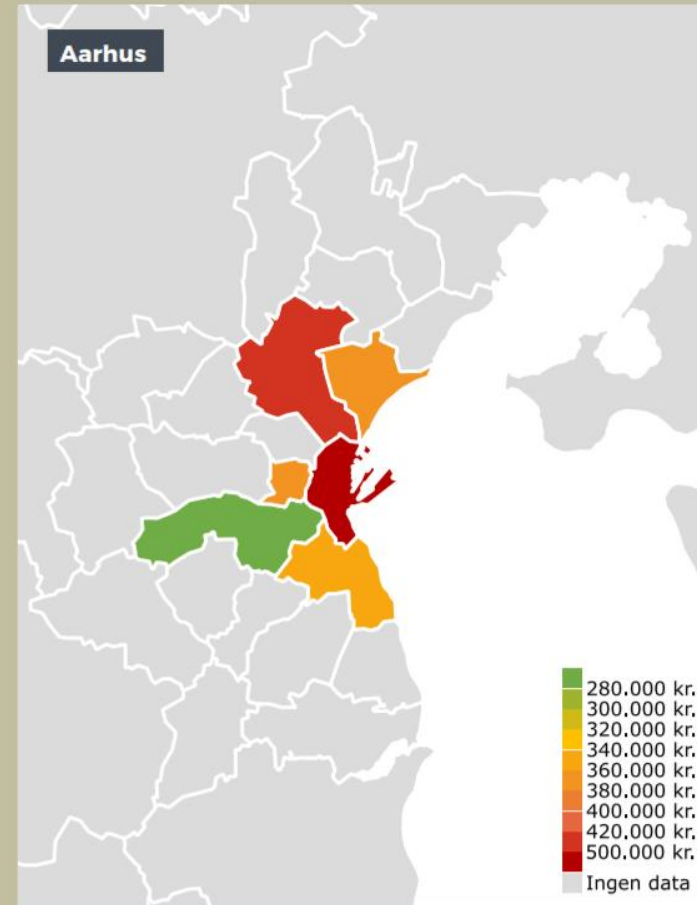 Aarhus
280.000 kr.
300.000 kr.
320.000 kr.
340.000 kr.
360.000 kr.
380.000 kr.
400.000 kr.
420.000 kr.
500.000 kr.
Ingen data